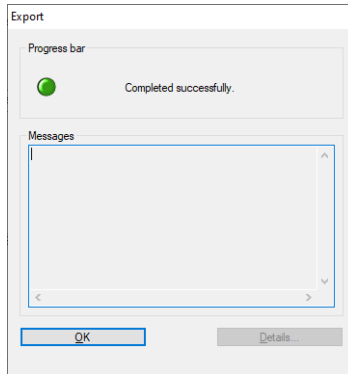 Export
Progress bar
Completed successfully.
Messages
OK
Details...